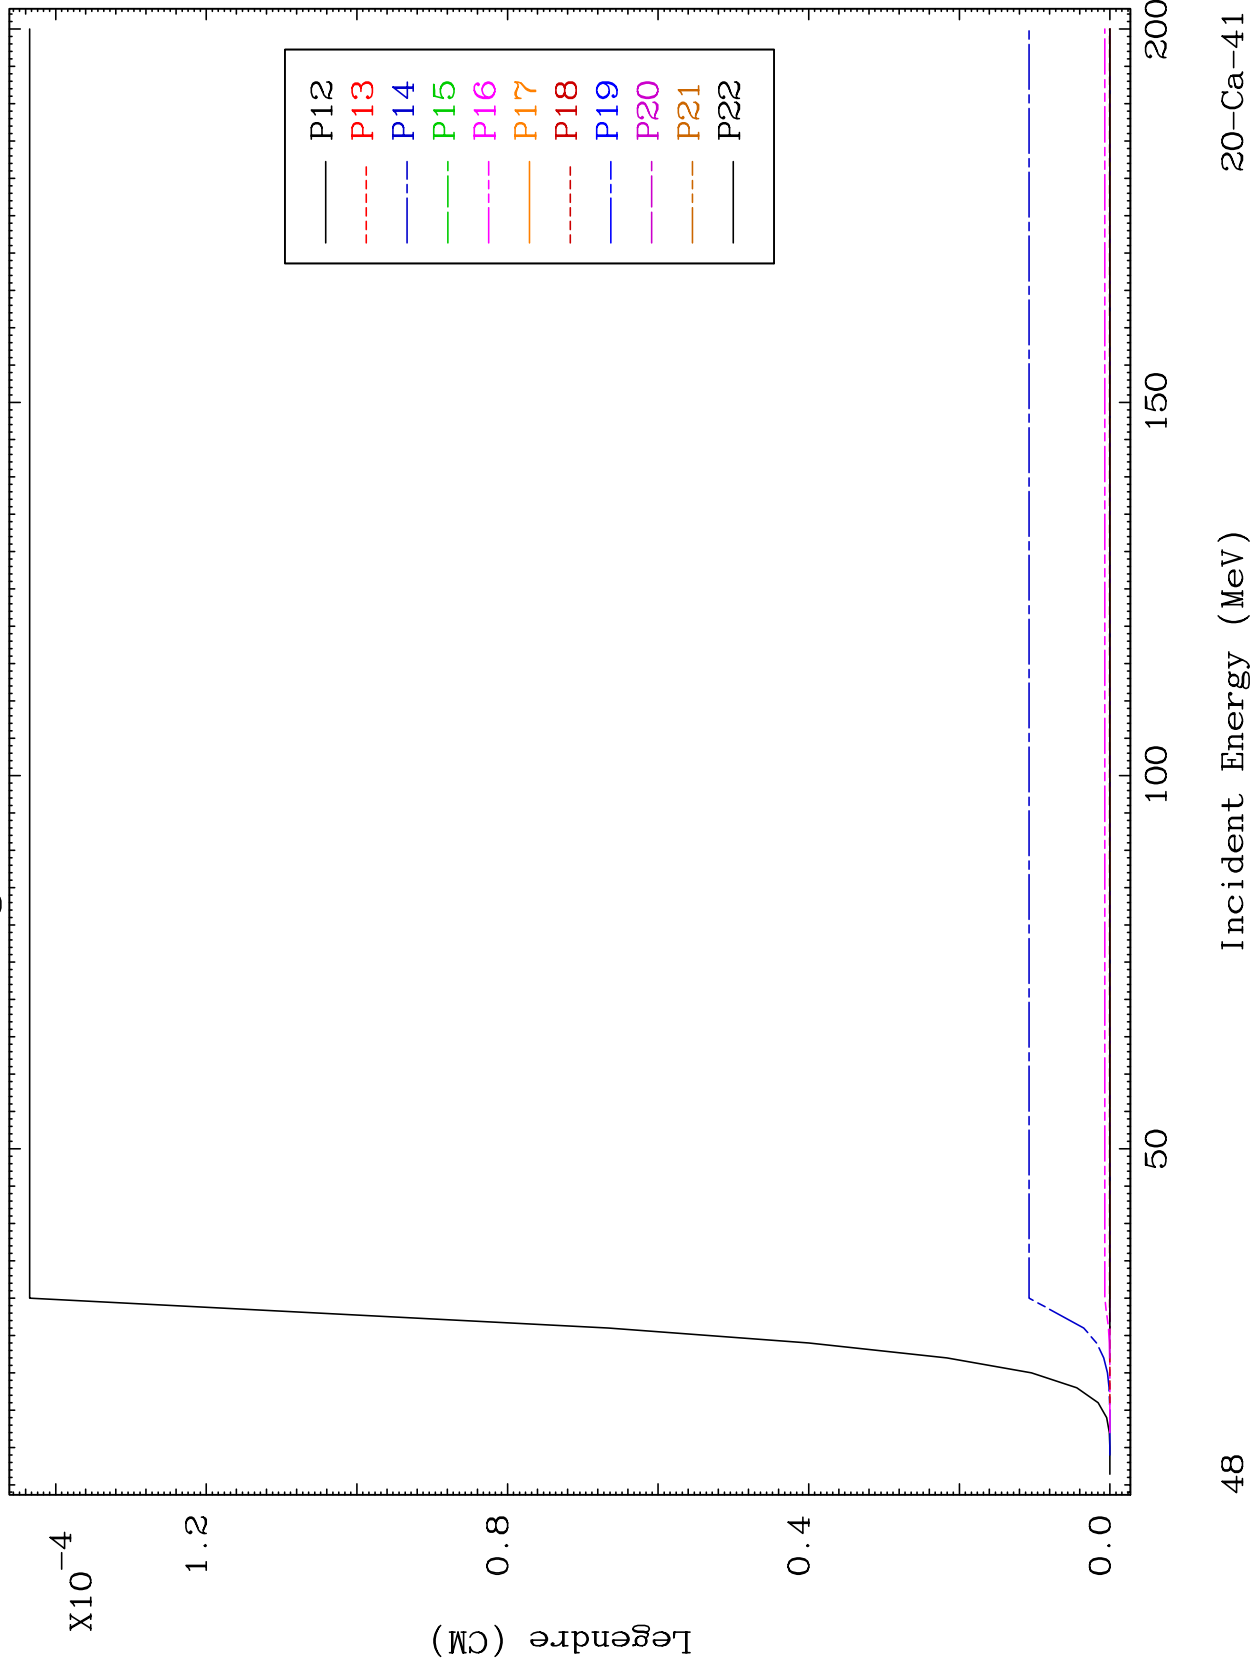 X10-4
1.2
0.8
0.4
0.0
Legendre (CM)
P12
P13
P14
P15
P16
P17
P18
P19
P20
P21
P22
50
100
150
200
Incident Energy (MeV)
48
20-Ca-41